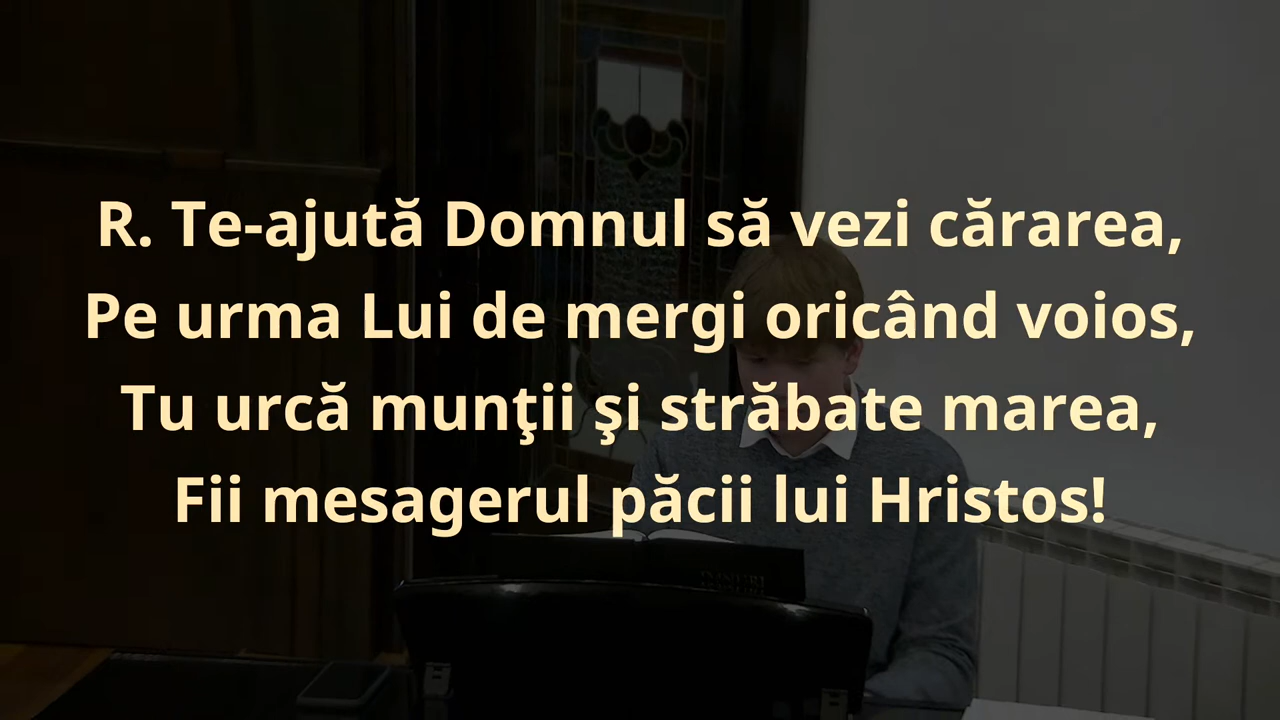 R. Te-ajută Domnul să vezi cărarea,
Pe urma Lui de mergi oricând voios,
Tu urcă munţii şi străbate marea,
Fii mesagerul păcii lui Hristos!
IMNURI